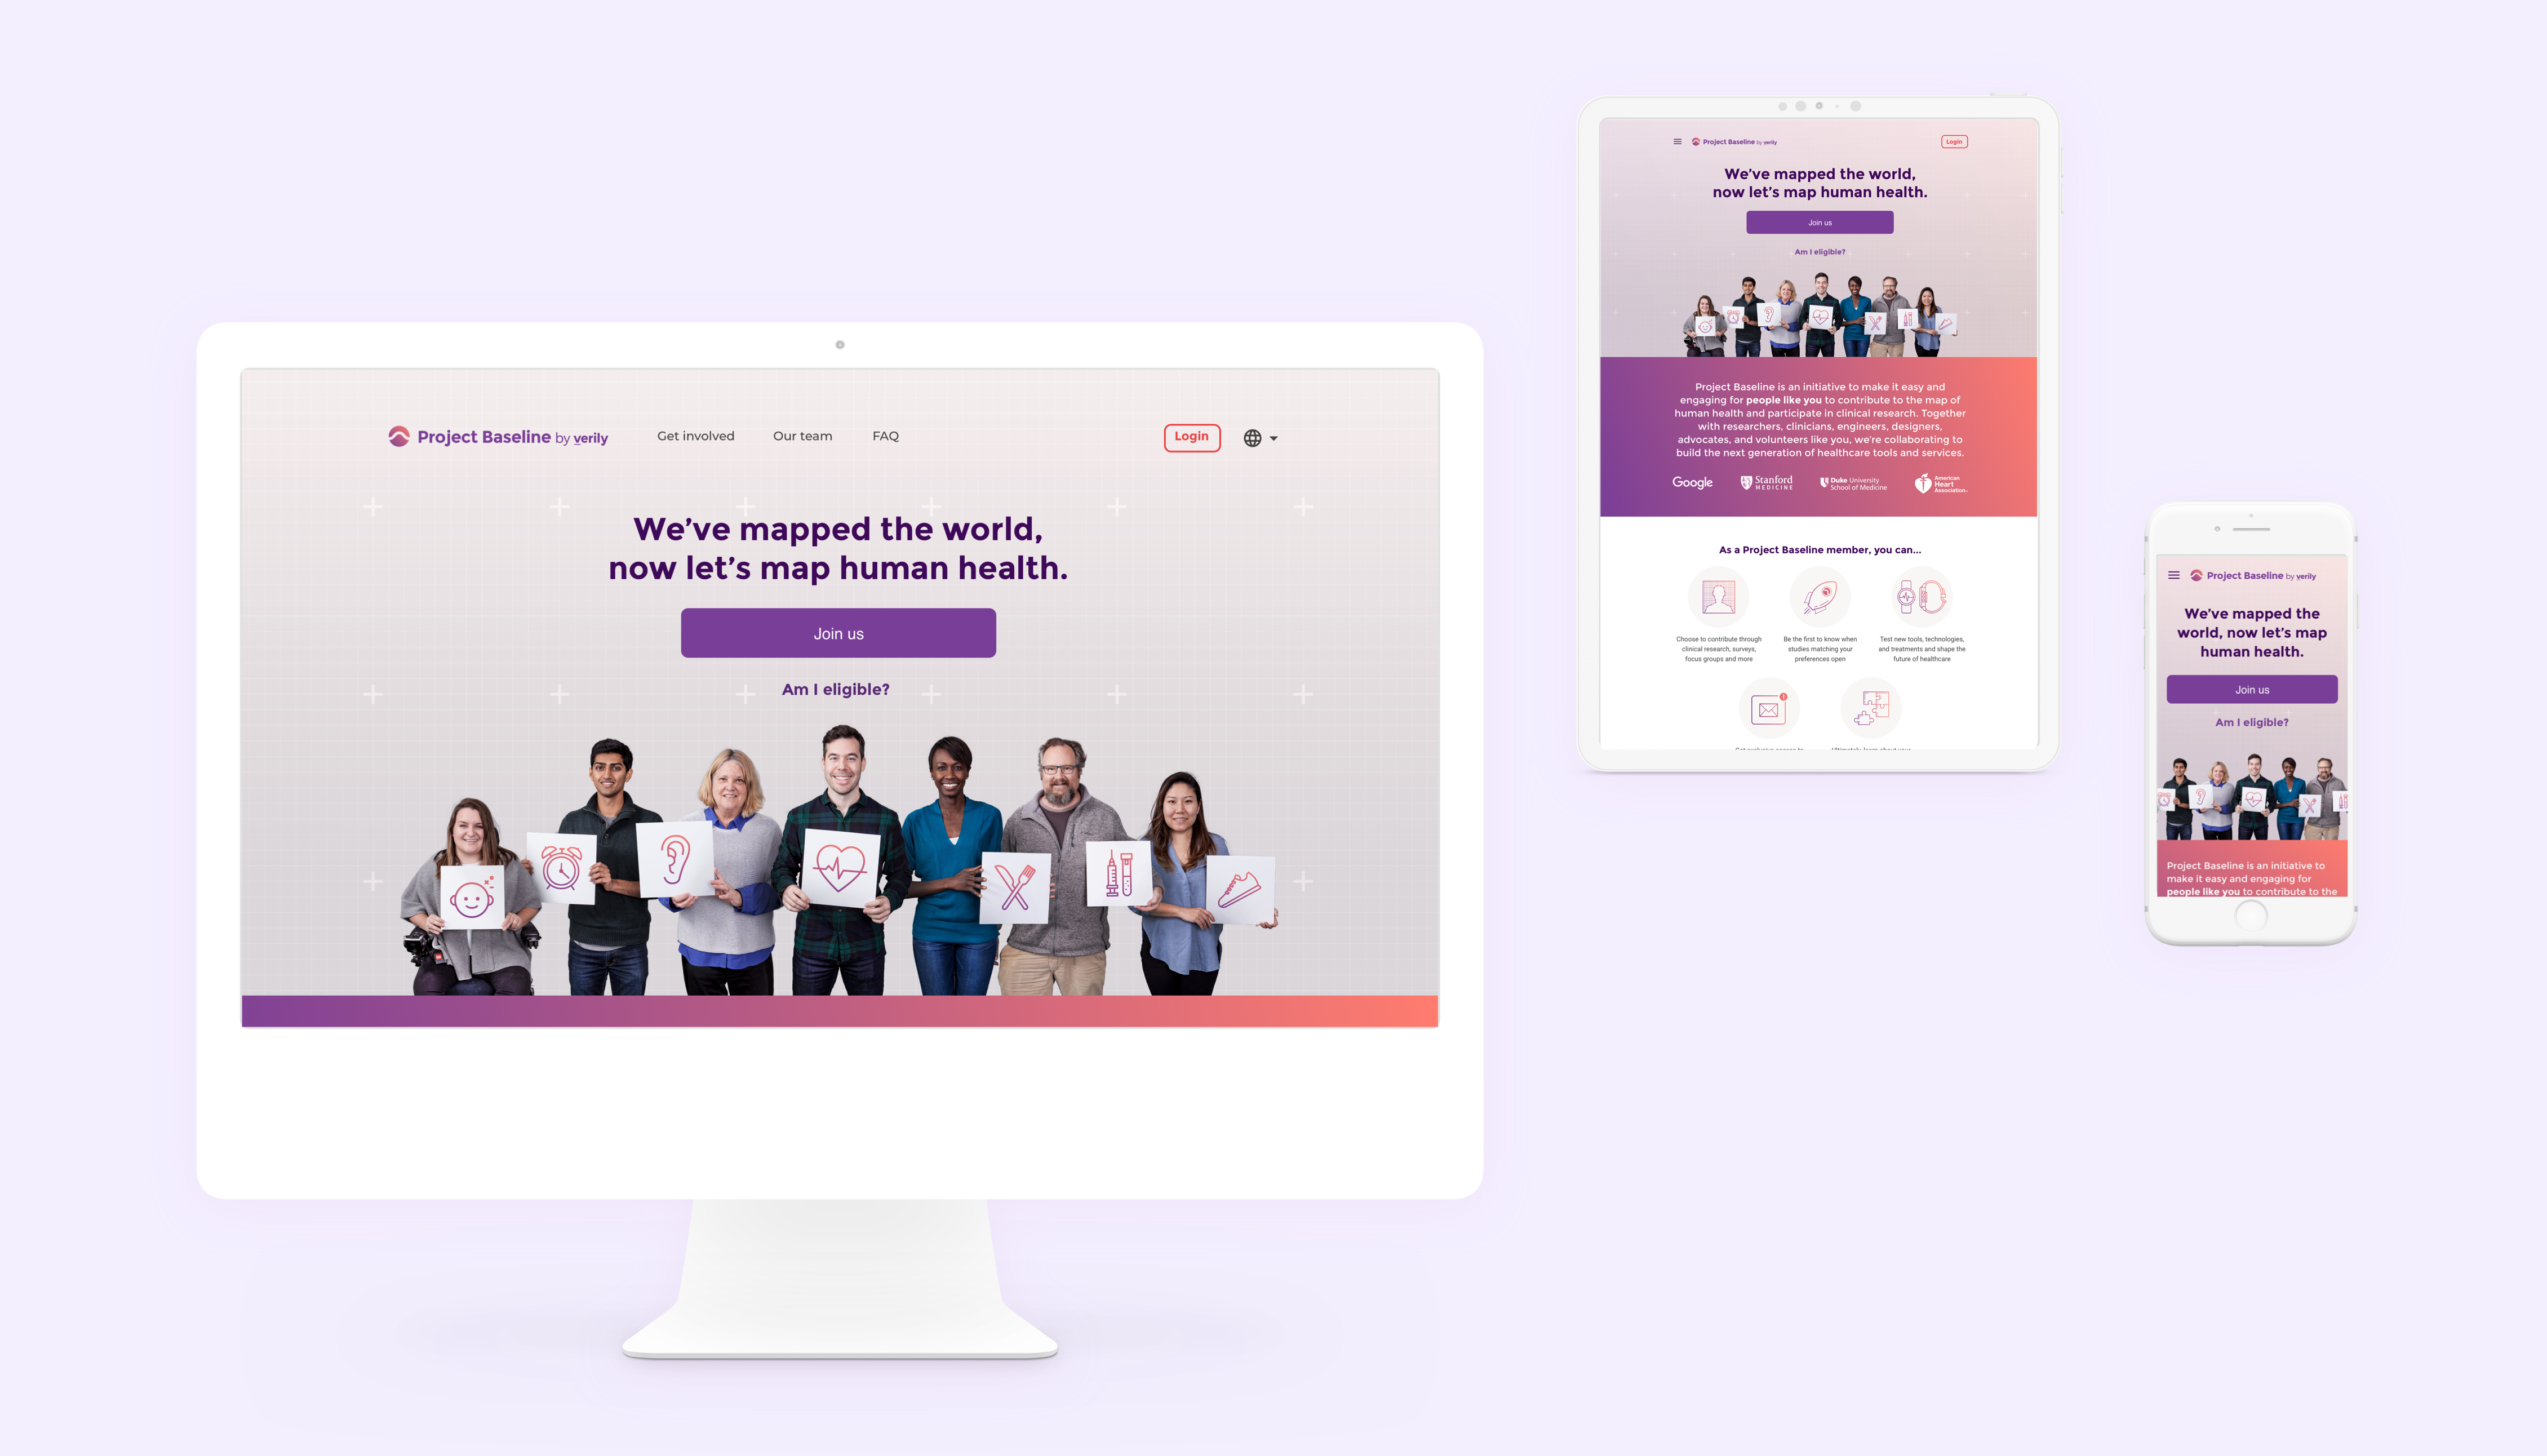 Project Baseline by verily
Get involved
Our team
FAQ
Login
We’ve mapped the world,
now let’s map human health.
Join us
Am I eligible?
Project Baseline by verily
Login
We’ve mapped the world,
now let’s map human health.
Join us
Am I eligible?
Project Baseline is an initiative to make it easy and
engaging for people like you to contribute to the map of
human health and participate in clinical research. Together
with researchers, clinicians, engineers, designers,
advocates, and volunteers like you, we’re collaborating to
build the next generation of healthcare tools and services.
Google
Stanford
MEDICINE
Duke University
School of Medicine
American
Heart
Association.
As a Project Baseline member, you can...
Choose to contribute through
clinical research, surveys,
focus groups and more
Be the first to know when
studies matching your
preferences open
Test new tools, technologies,
and treatments and shape the
future of healthcare
Project Baseline by verily
We’ve mapped the
world, now let’s map
human health.
Join us
Am I eligible?
Project Baseline is an initiative to
make it easy and engaging for
people like you to contribute to the